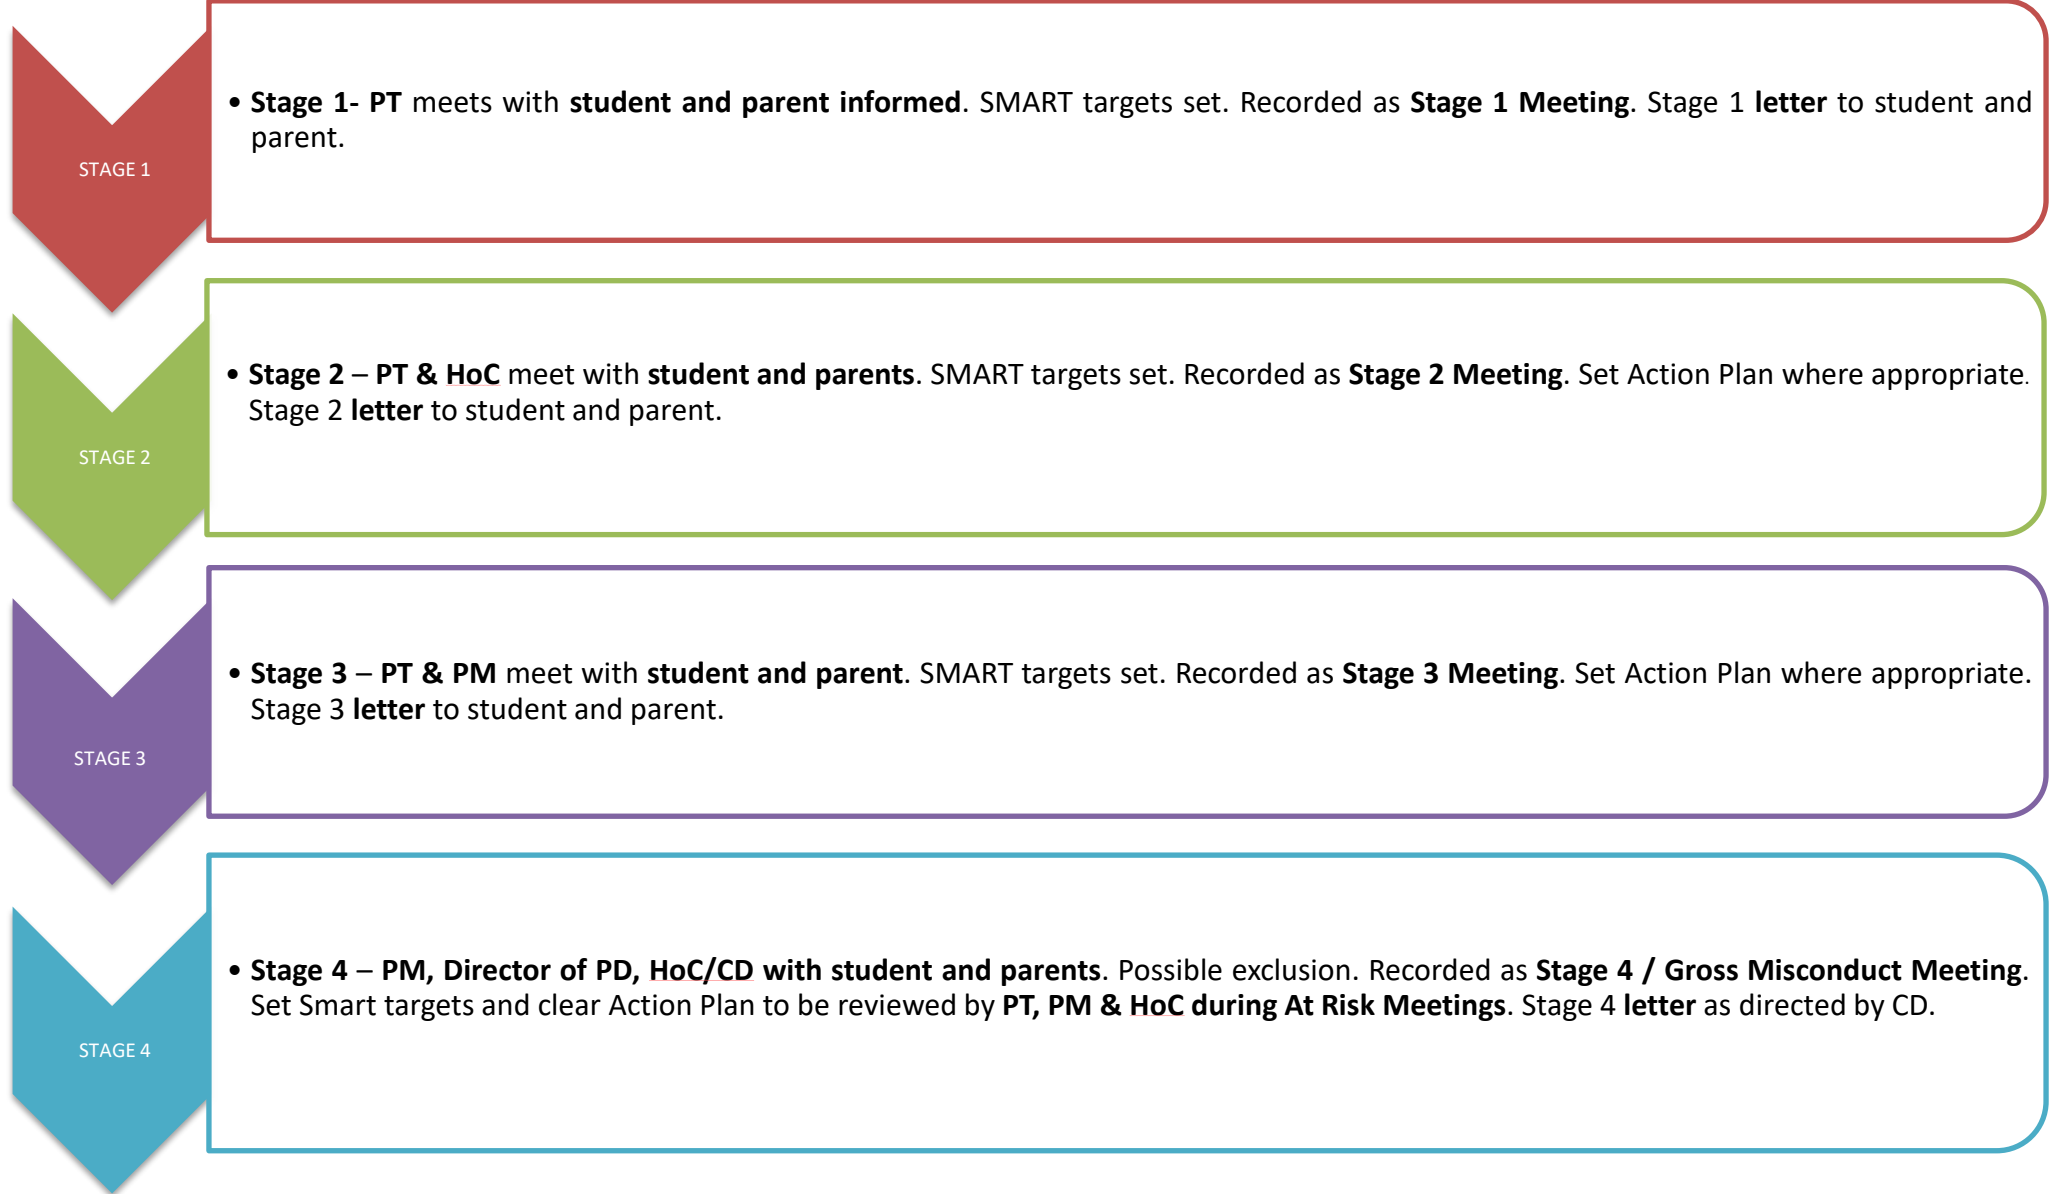 STAGE 1
• Stage 1- PT meets with student and parent informed. SMART targets set. Recorded as Stage 1 Meeting. Stage 1 letter to student and
parent.
STAGE 2
• Stage 2 – PT & HoC meet with student and parents. SMART targets set. Recorded as Stage 2 Meeting. Set Action Plan where appropriate.
Stage 2 letter to student and parent.
STAGE 3
• Stage 3 – PT & PM meet with student and parent. SMART targets set. Recorded as Stage 3 Meeting. Set Action Plan where appropriate.
Stage 3 letter to student and parent.
STAGE 4
• Stage 4 – PM, Director of PD, HoC/CD with student and parents. Possible exclusion. Recorded as Stage 4 / Gross Misconduct Meeting.
Set Smart targets and clear Action Plan to be reviewed by PT, PM & HoC during At Risk Meetings. Stage 4 letter as directed by CD.